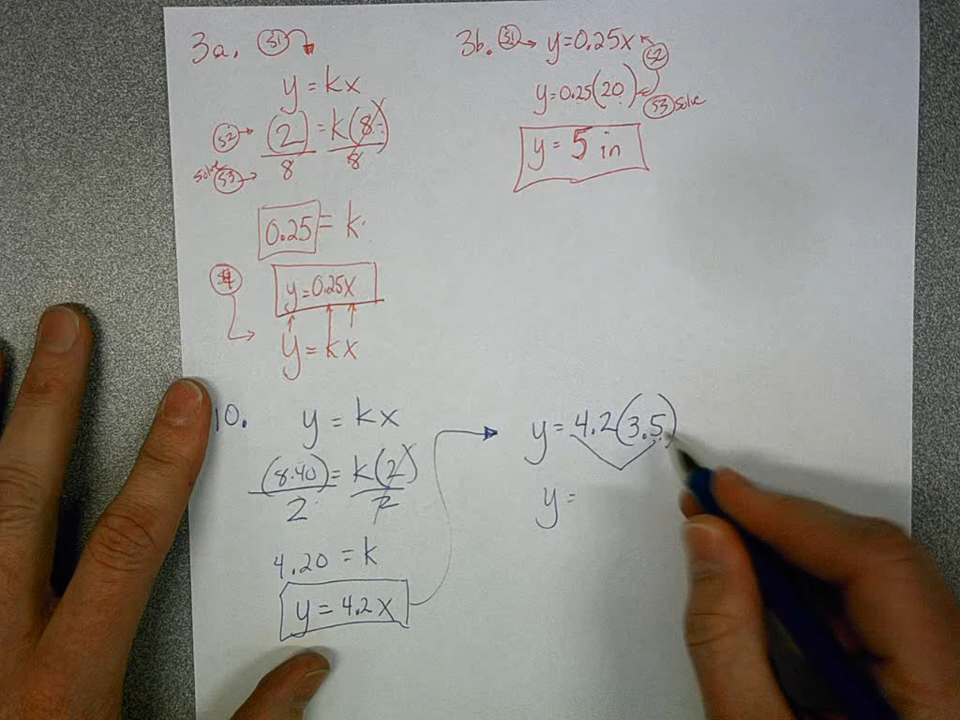 3a. S1
y = kx
S2 (2) = k(8)
solve S3 8 8
0.25 = k
S4 y=0.25x
y = kx
3b. S1 y=0.25x S2
y=0.25(20)
S3 solve
y = 5 in
10. y = kx
(8.40) = k(2)
2 2
4.20 = k
y = 4.2x
y = 4.2(3.5)
y =